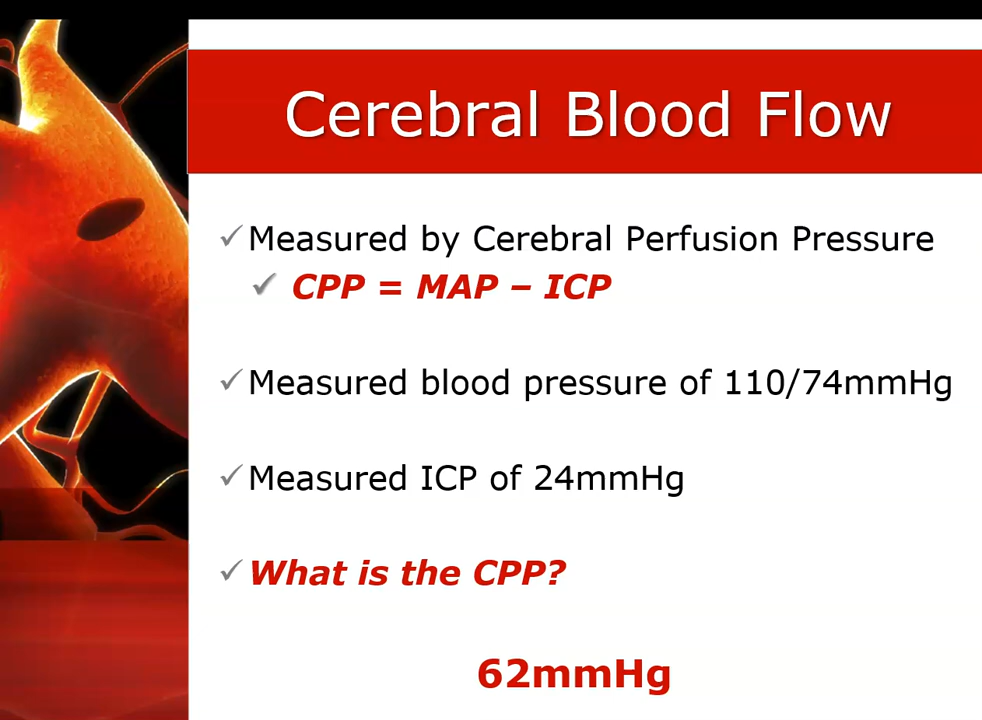 Cerebral Blood Flow
✓Measured by Cerebral Perfusion Pressure
✓ CPP = MAP – ICP
✓Measured blood pressure of 110/74mmHg
✓Measured ICP of 24mmHg
✓What is the CPP?
62mmHg